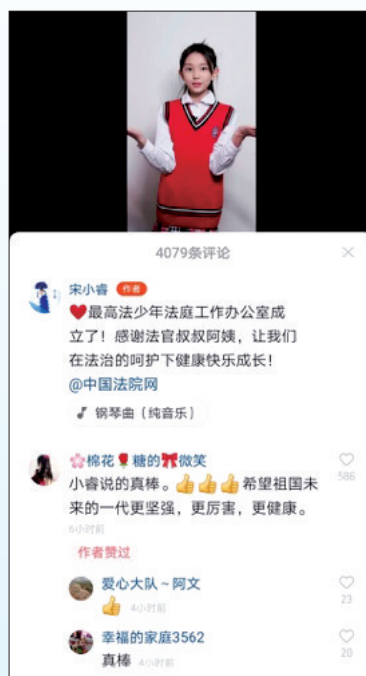 4079条评论
宋小睿 作者
❤️最高法少年法庭工作办公室成
立了！感谢法官叔叔阿姨，让我们
在法治的呵护下健康快乐成长！
@中国法院网
钢琴曲（纯音乐）
🌸棉花🌹糖的🎀微笑
小睿说的真棒。👍👍👍希望祖国未
来的一代更坚强，更厉害，更健康。
586
6小时前
作者赞过
爱心大队~阿文
👍 4小时前
23
幸福的家庭3562
真棒 4小时前
20